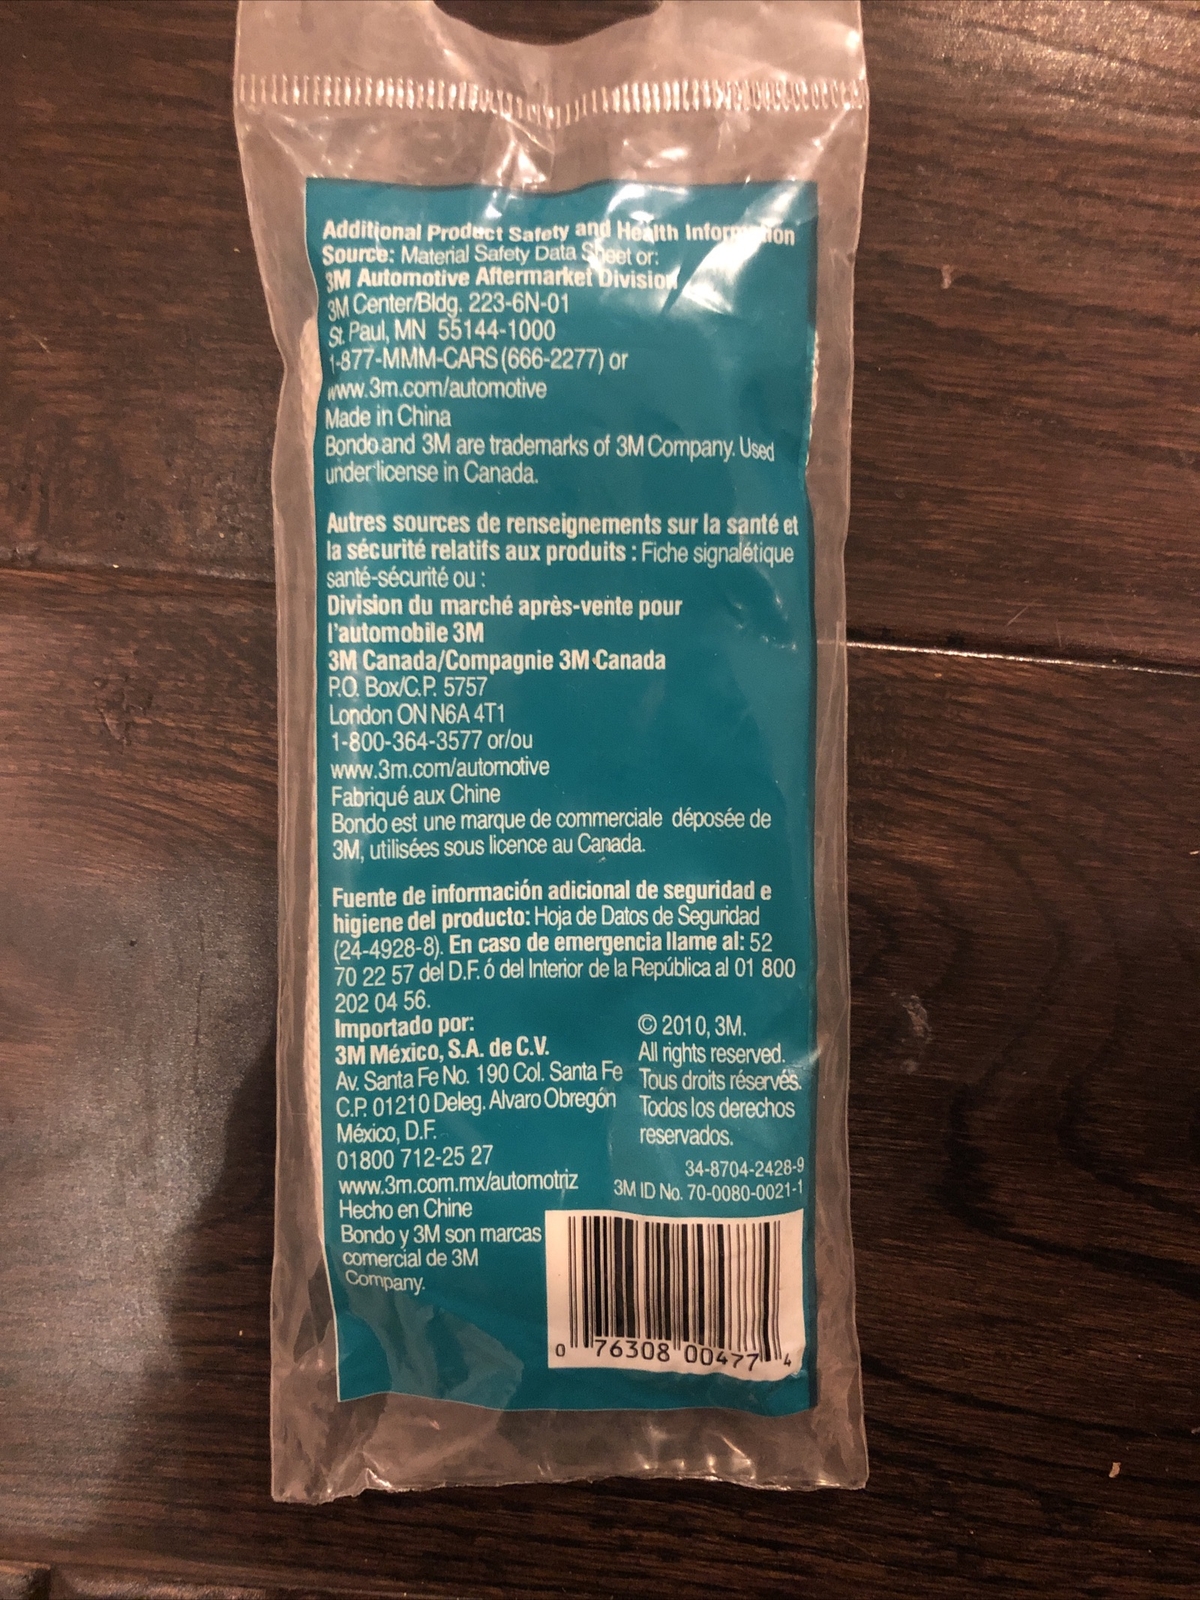 Additional Product Safety and Health Information
Source: Material Safety Data Sheet or:
3M Automotive Aftermarket Division
3M Center/Bldg. 223-6N-01
St. Paul, MN 55144-1000
1-877-MMM-CARS (666-2277) or
www.3m.com/automotive
Made in China
Bondo and 3M are trademarks of 3M Company. Used
under license in Canada.
Autres sources de renseignements sur la santé et
la sécurité relatifs aux produits : Fiche signalétique
santé-sécurité ou :
Division du marché après-vente pour
l'automobile 3M
3M Canada/Compagnie 3M Canada
P.O. Box/C.P. 5757
London ON N6A 4T1
1-800-364-3577 or/ou
www.3m.com/automotive
Fabriqué aux Chine
Bondo est une marque de commerciale déposée de
3M, utilisées sous licence au Canada.
Fuente de información adicional de seguridad e
higiene del producto: Hoja de Datos de Seguridad
(24-4928-8). En caso de emergencia llame al: 52
70 22 57 del D.F. ó del Interior de la República al 01 800
202 04 56.
Importado por:
3M México, S.A. de C.V.
Av. Santa Fe No. 190 Col. Santa Fe
C.P. 01210 Deleg. Alvaro Obregón
México, D.F.
01800 712-25 27
www.3m.com.mx/automotriz
Hecho en Chine
Bondo y 3M son marcas
comercial de 3M
Company.
© 2010, 3M.
All rights reserved.
Tous droits réservés.
Todos los derechos
reservados.
34-8704-2428-9
3M ID No. 70-0080-0021-1
0 76308 00477 4